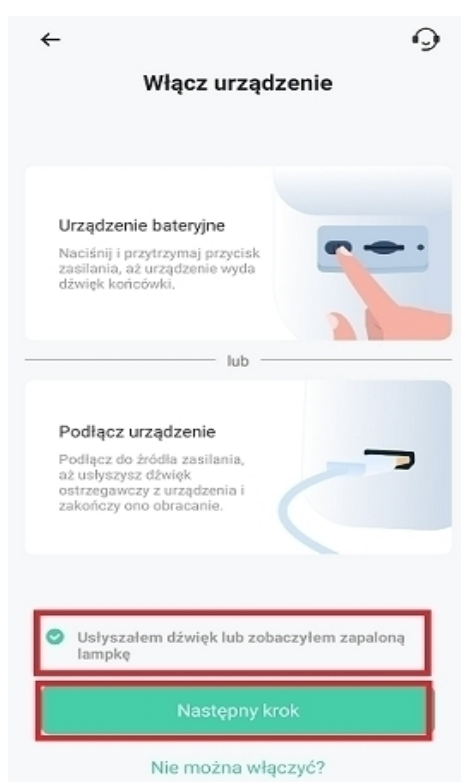 Włącz urządzenie
Urządzenie bateryjne
Naciśnij i przytrzymaj przycisk
zasilania, aż urządzenie wyda
dźwięk końcówki.
lub
Podłącz urządzenie
Podłącz do źródła zasilania,
aż usłyszysz dźwięk
ostrzegawczy z urządzenia i
zakończy ono obracanie.
Usłyszałem dźwięk lub zobaczyłem zapaloną
lampkę
Następny krok
Nie można włączyć?